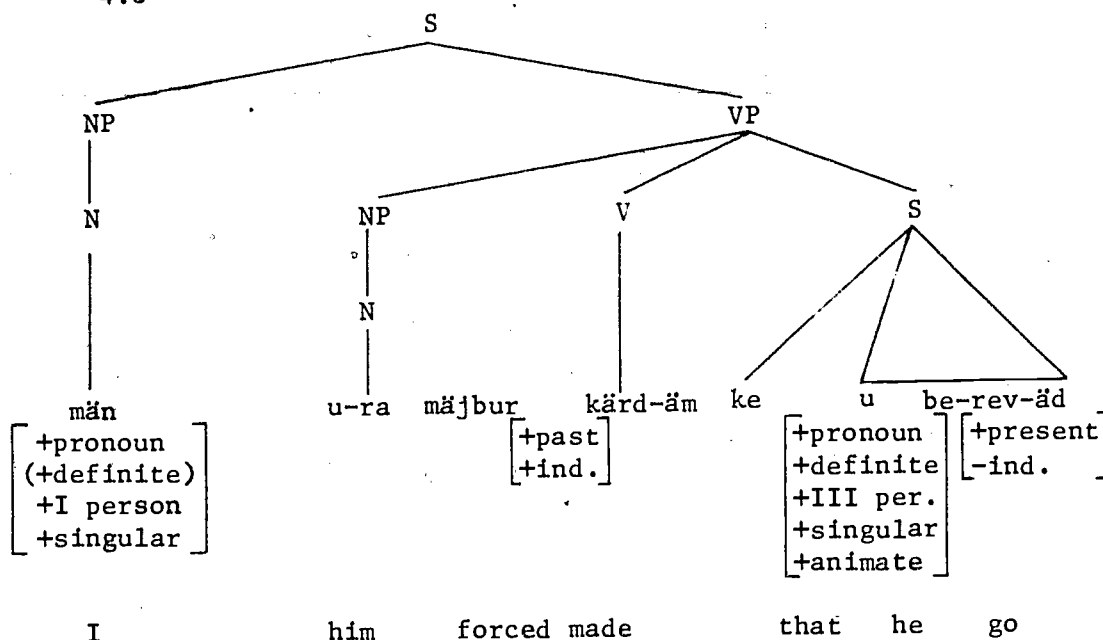 S
NP VP
N NP V S
N
män u-ra mäjbur kärd-äm ke u be-rev-äd
[+pronoun [+past [+pronoun [+present
(+definite) +ind.] +definite -ind.]
+I person +III per.
+singular] +singular
+animate]
I him forced made that he go